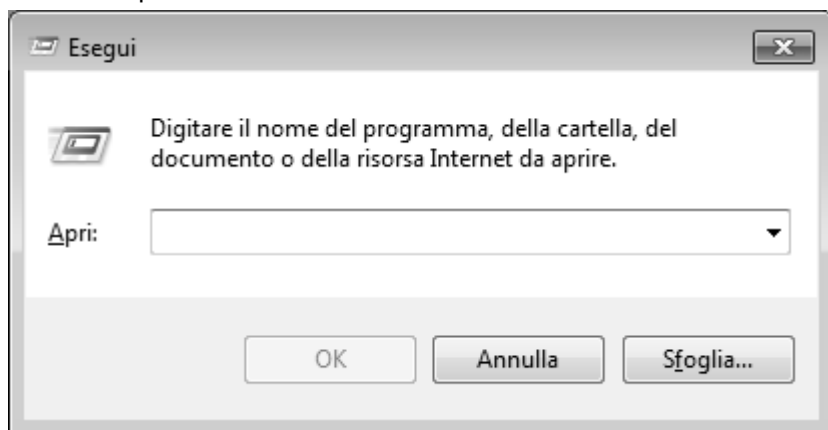 Esegui
Digitare il nome del programma, della cartella, del
documento o della risorsa Internet da aprire.
Apri:
OK Annulla Sfoglia...